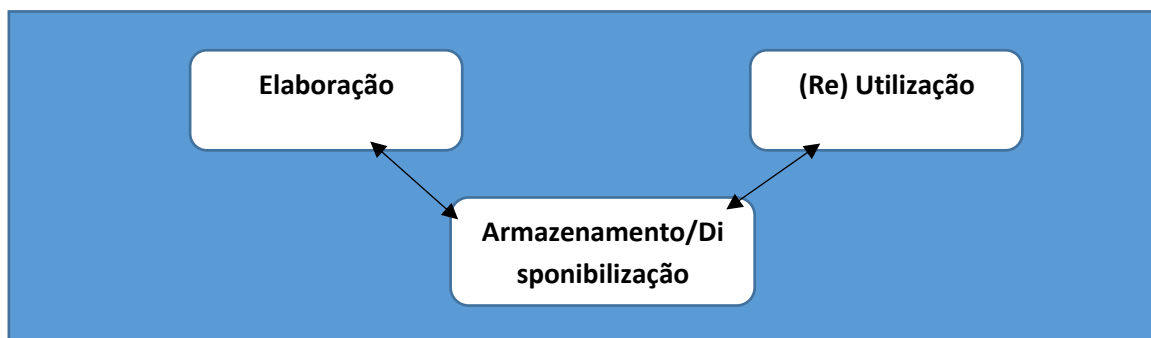 Elaboração
(Re) Utilização
Armazenamento/Di
sponibilização